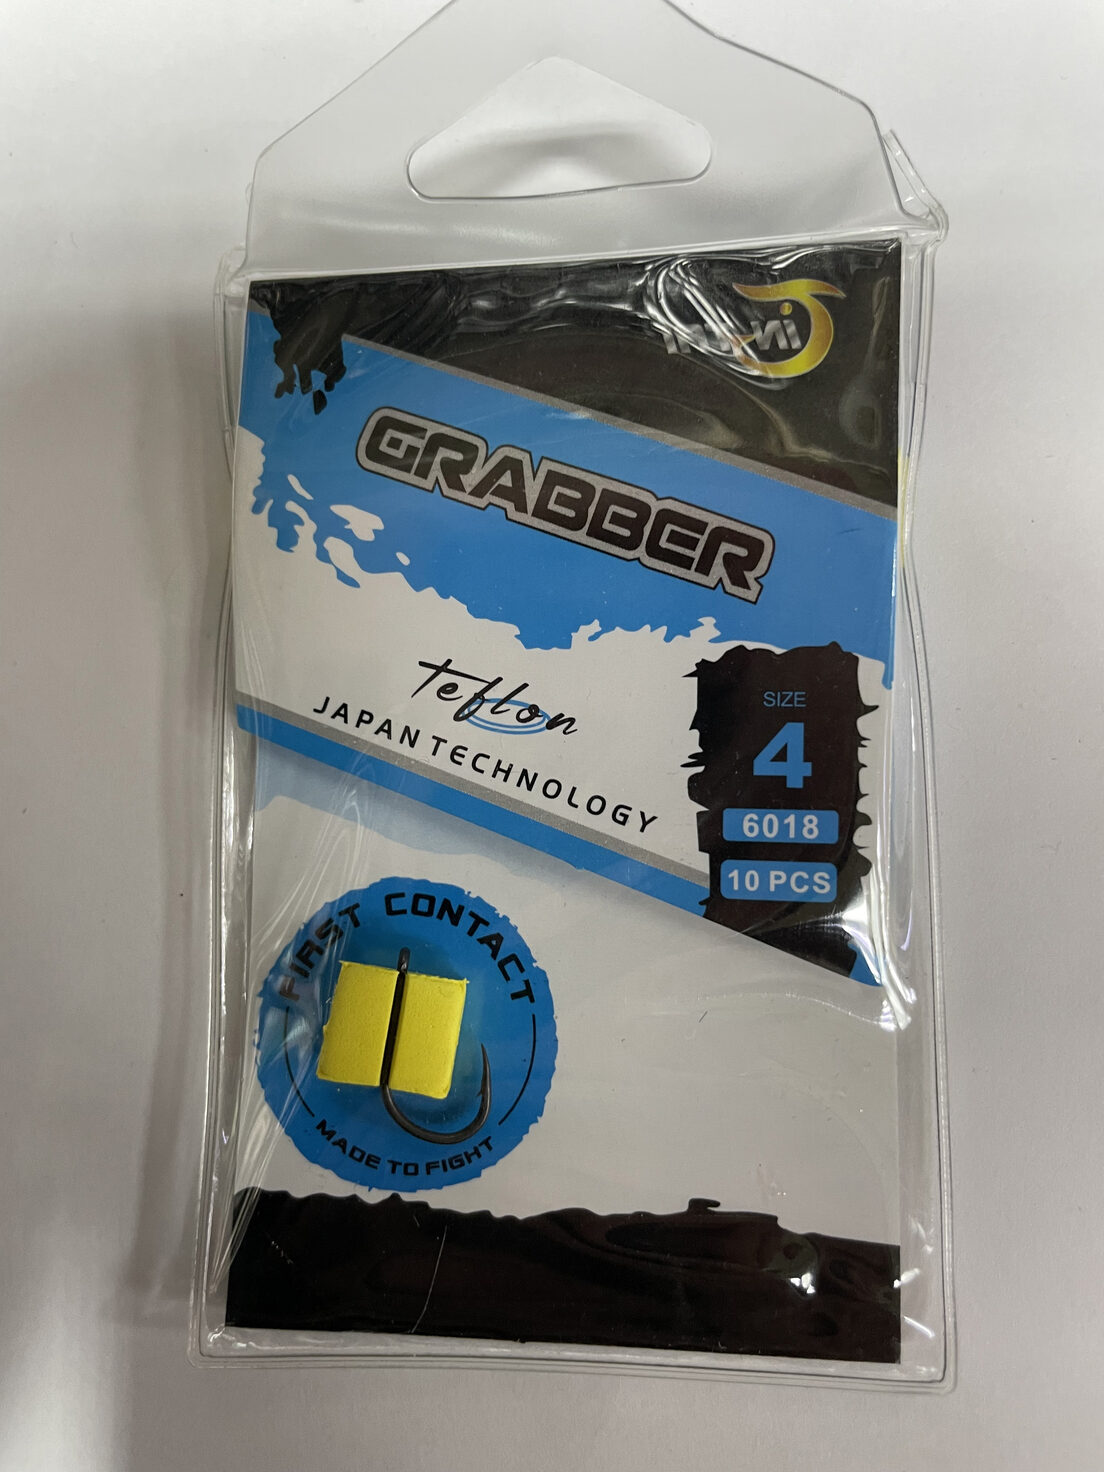 GRABBER
Teflon
JAPAN TECHNOLOGY
SIZE
4
6018
10 PCS
FIRST CONTACT
MADE TO FIGHT